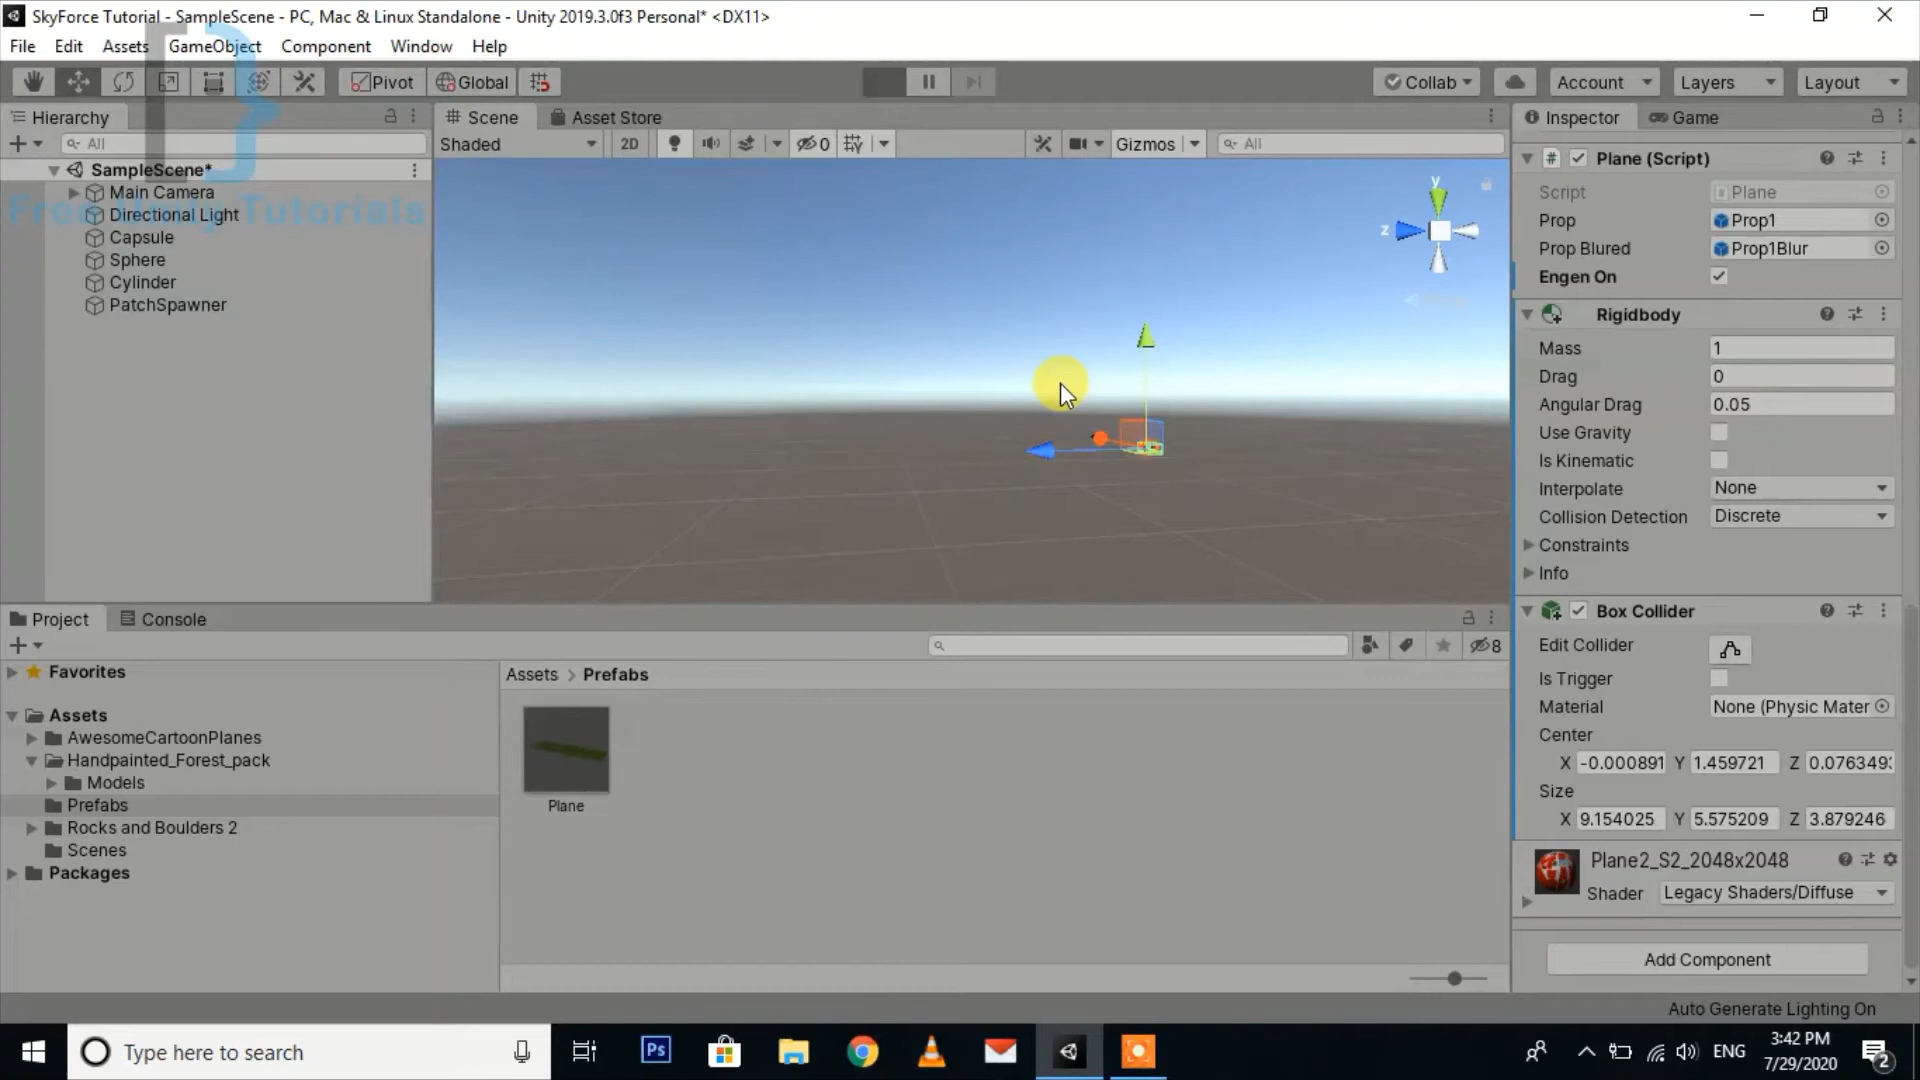 SkyForce Tutorial - SampleScene - PC, Mac & Linux Standalone - Unity 2019.3.0f3 Personal* <DX11>
File Edit Assets GameObject Component Window Help
Pivot Global Collab Account Layers Layout
Hierarchy
All
SampleScene*
Main Camera
Directional Light
Capsule
Sphere
Cylinder
PatchSpawner
Free Unity Tutorials
Scene Asset Store
Shaded 2D 0 Gizmos All
y
z
Inspector Game
Plane (Script)
Script Plane
Prop Prop1
Prop Blured Prop1Blur
Engen On
Rigidbody
Mass 1
Drag 0
Angular Drag 0.05
Use Gravity
Is Kinematic
Interpolate None
Collision Detection Discrete
Constraints
Info
Box Collider
Edit Collider
Is Trigger
Material None (Physic Mater
Center
X -0.000891 Y 1.459721 Z 0.0763493
Size
X 9.154025 Y 5.575209 Z 3.879246
Plane2_S2_2048x2048
Shader Legacy Shaders/Diffuse
Add Component
Project Console
8
Favorites
Assets
AwesomeCartoonPlanes
Handpainted_Forest_pack
Models
Prefabs
Rocks and Boulders 2
Scenes
Packages
Assets > Prefabs
Plane
Auto Generate Lighting On
Type here to search
Ps
ENG
3:42 PM
7/29/2020
2